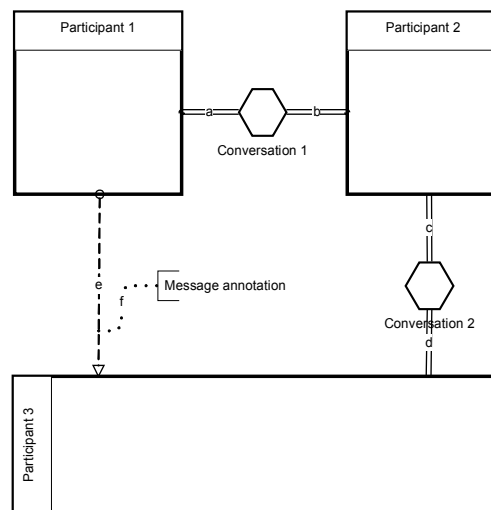 Participant 1
Participant 2
a
b
Conversation 1
c
e
f
Message annotation
Conversation 2
d
Participant 3